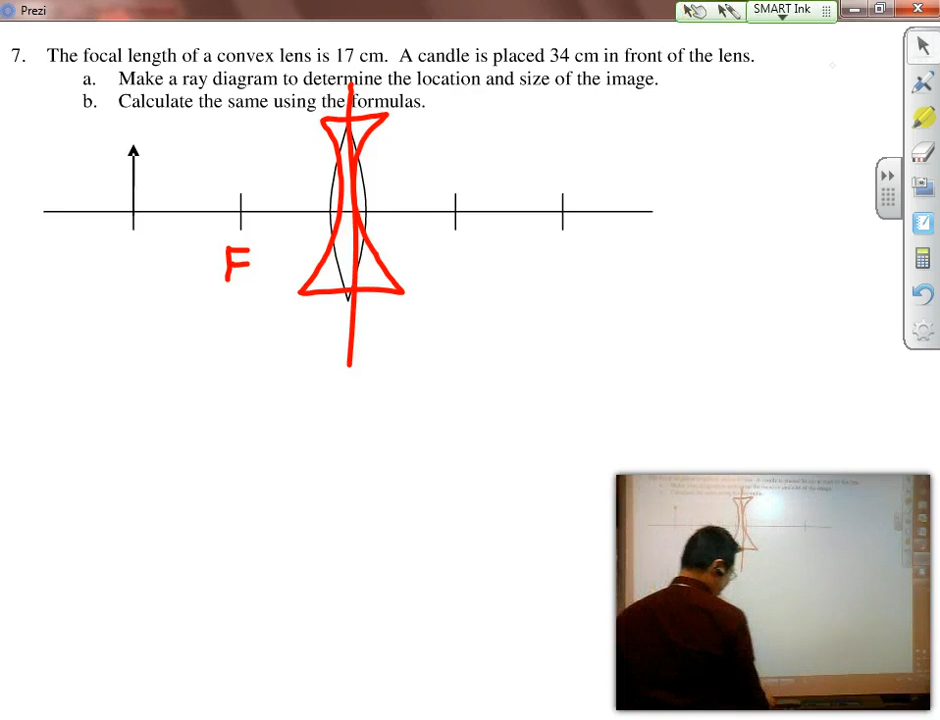 Prezi
SMART Ink
7. The focal length of a convex lens is 17 cm. A candle is placed 34 cm in front of the lens.
a. Make a ray diagram to determine the location and size of the image.
b. Calculate the same using the formulas.
F